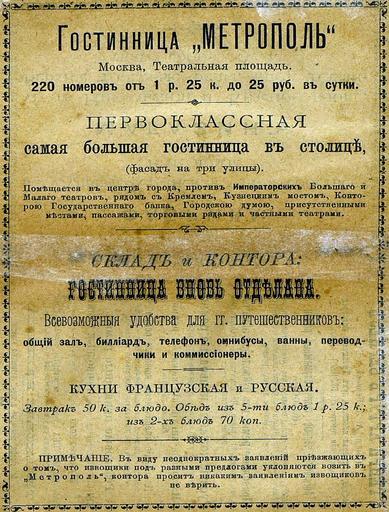 Гостинница „МЕТРОПОЛЬ“
Москва, Театральная площадь.
220 номеровъ отъ 1 р. 25 к. до 25 руб. въ сутки.
ПЕРВОКЛАССНАЯ
самая большая гостинница въ столицѣ,
(фасадъ на три улицы).
Помѣщается въ центрѣ города, противъ Императорскихъ Большаго и
Малаго театровъ, рядомъ съ Кремлемъ, Кузнецкимъ мостомъ, Конто-
рою Государственнаго банка, Городскою думою, присутственными
мѣстами, пассажами, торговыми рядами и частными театрами.
СКЛАДЪ и КОНТОРА:
ГОСТИННИЦА ВНОВЬ ОТДѢЛАНА.
Всевозможныя удобства для гг. путешественниковъ:
общій залъ, билліардъ, телефонъ, омнибусы, ванны, перевод-
чики и коммиссіонеры.
КУХНИ ФРАНЦУЗСКАЯ и РУССКАЯ.
Завтракъ 50 к. за блюдо. Обѣдъ изъ 5-ти блюдъ 1 р. 25 к.;
изъ 2-хъ блюдъ 70 коп.
ПРИМѢЧАНІЕ. Въ виду неоднократныхъ заявленій пріѣзжающихъ
о томъ, что извощики подъ разными предлогами уклоняются возить въ
„Метрополь“, контора проситъ никакимъ заявленіямъ извощиковъ
не вѣрить.